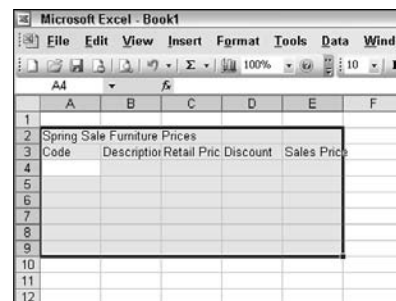 Microsoft Excel - Book1
File Edit View Insert Format Tools Data Wind
Σ 100% 10
A4 fx
A B C D E F
1
2 Spring Sale Furniture Prices
3 Code Description Retail Pric Discount Sales Price
4
5
6
7
8
9
10
11
12